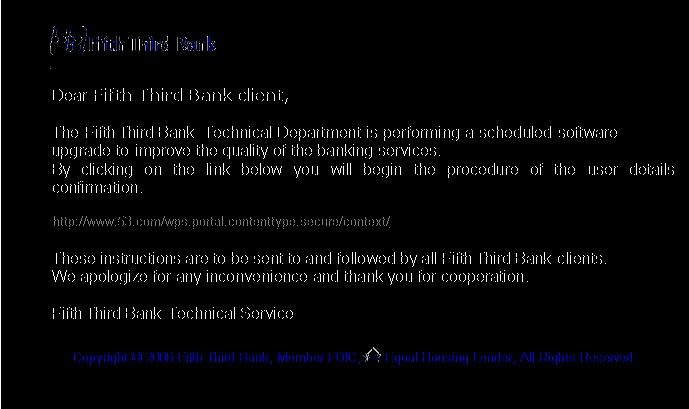 Fifth Third Bank
Dear Fifth Third Bank client,
The Fifth Third Bank Technical Department is performing a scheduled software
upgrade to improve the quality of the banking services.
By clicking on the link below you will begin the procedure of the user details
confirmation.
http://www.53.com/wps.portal.contenttype.secure/context/
These instructions are to be sent to and followed by all Fifth Third Bank clients.
We apologize for any inconvenience and thank you for cooperation.
Fifth Third Bank Technical Service
Copyright © 2006 Fifth Third Bank, Member FDIC, Equal Housing Lender, All Rights Reserved